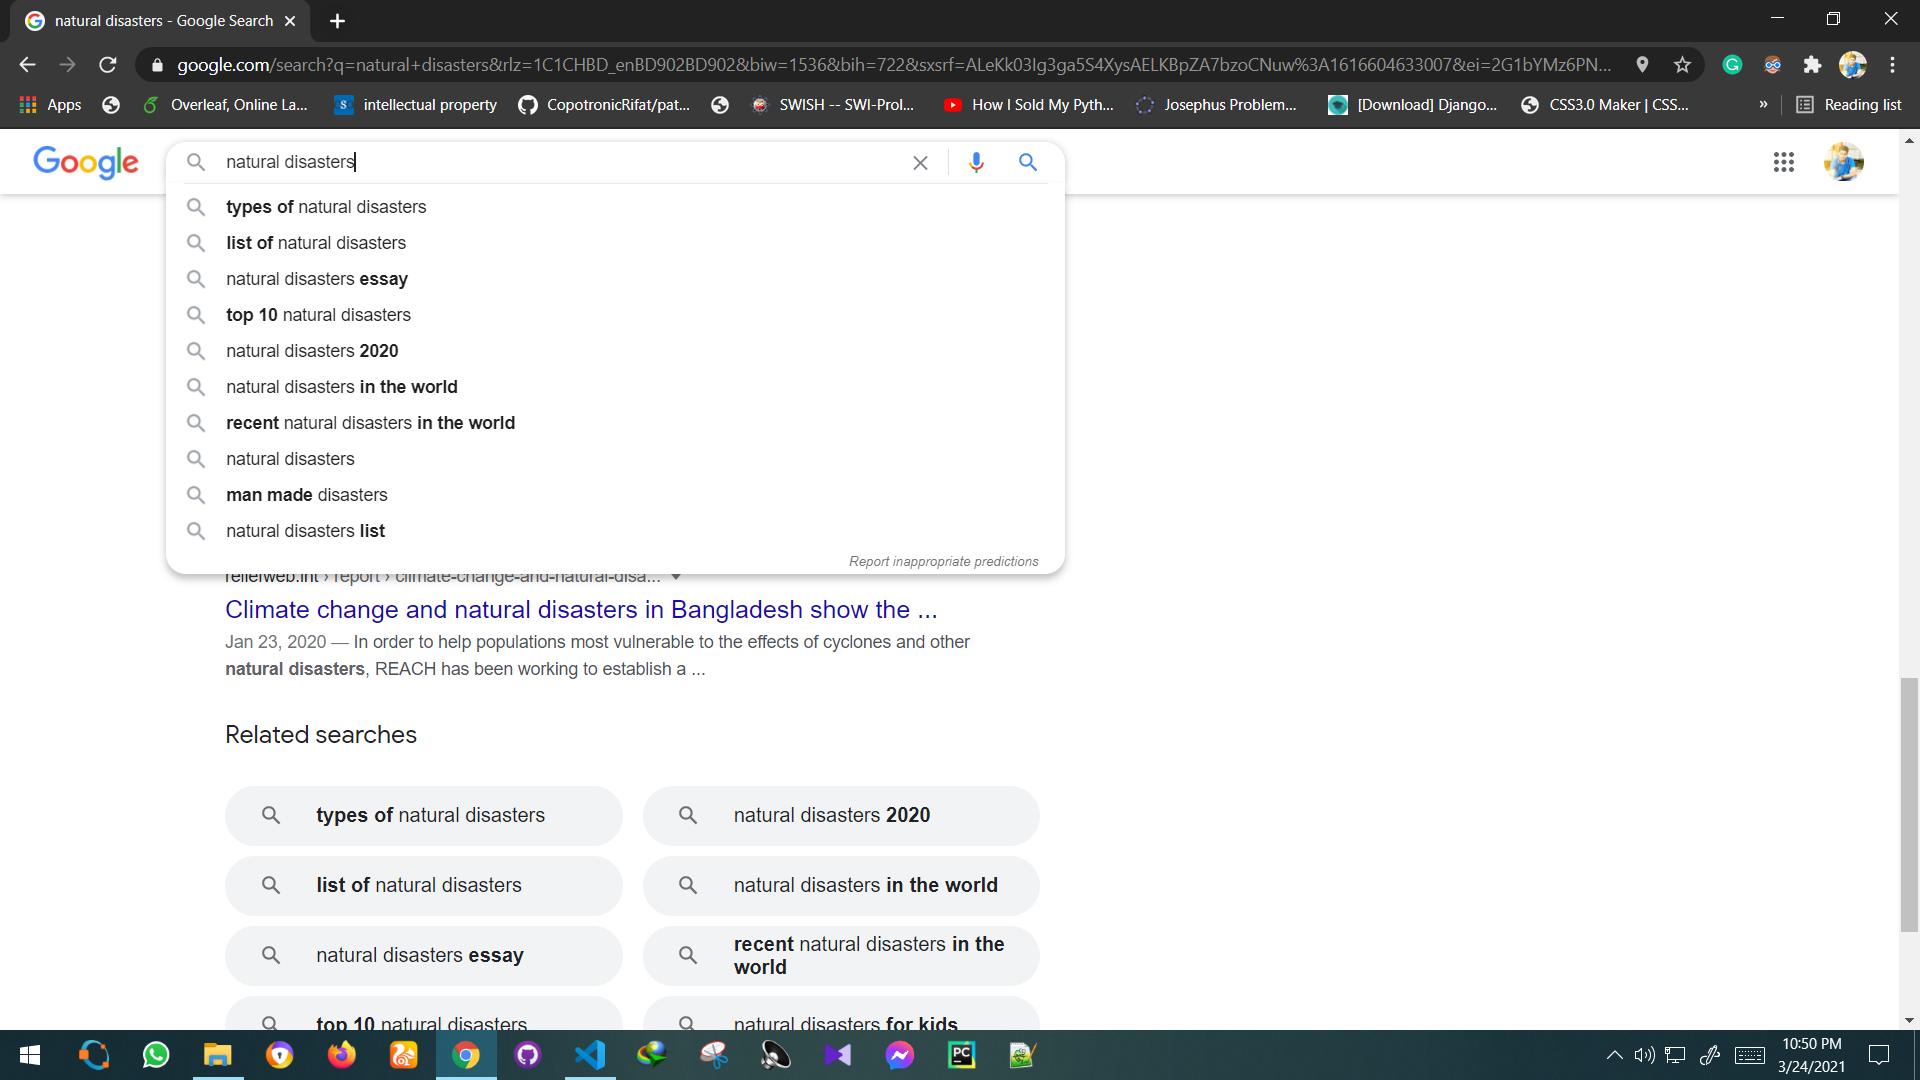 natural disasters - Google Search
google.com/search?q=natural+disasters&rlz=1C1CHBD_enBD902BD902&biw=1536&bih=722&sxsrf=ALeKk03Ig3ga5S4XysAELKBpZA7bzoCNuw%3A1616604633007&ei=2G1bYMz6PN...
Apps
Overleaf, Online La...
intellectual property
CopotronicRifat/pat...
SWISH -- SWI-Prol...
How I Sold My Pyth...
Josephus Problem...
[Download] Django...
CSS3.0 Maker | CSS...
»
Reading list
Google
natural disasters
types of natural disasters
list of natural disasters
natural disasters essay
top 10 natural disasters
natural disasters 2020
natural disasters in the world
recent natural disasters in the world
natural disasters
man made disasters
natural disasters list
Report inappropriate predictions
reliefweb.int › report › climate-change-and-natural-disa...
Climate change and natural disasters in Bangladesh show the ...
Jan 23, 2020 — In order to help populations most vulnerable to the effects of cyclones and other
natural disasters, REACH has been working to establish a ...
Related searches
types of natural disasters
natural disasters 2020
list of natural disasters
natural disasters in the world
natural disasters essay
recent natural disasters in the
world
top 10 natural disasters
natural disasters for kids
PC
10:50 PM
3/24/2021